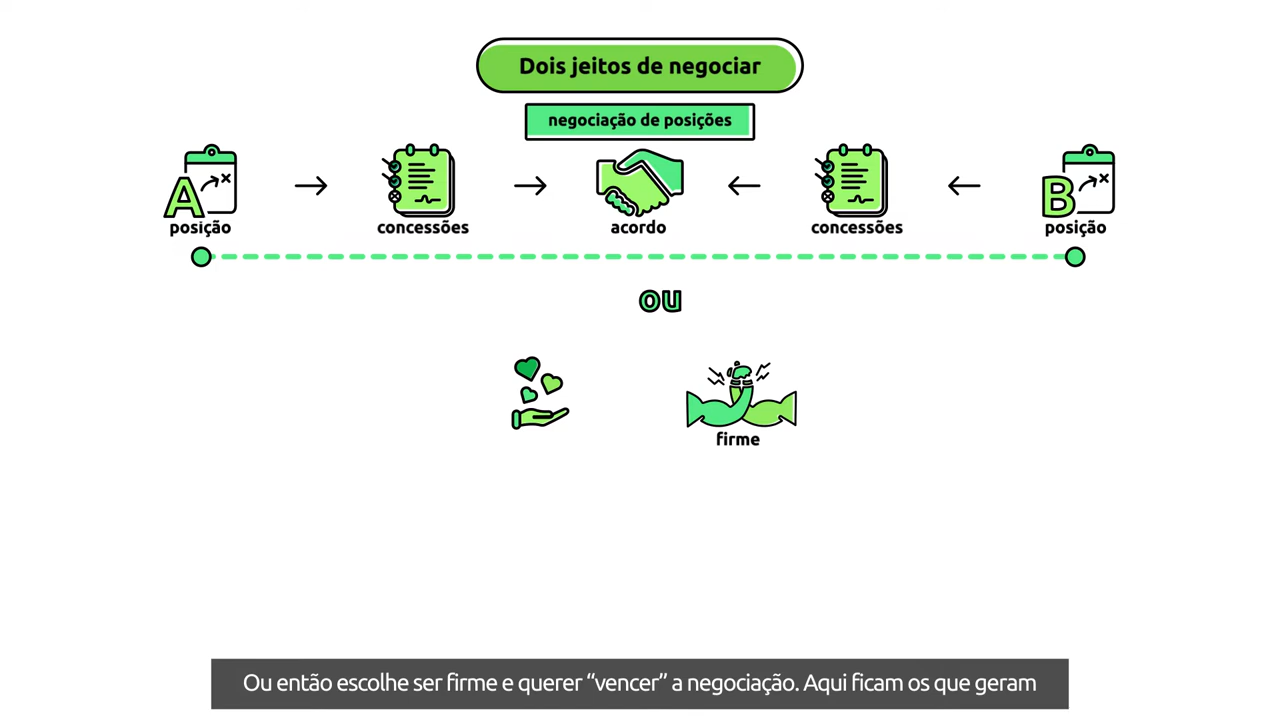 Dois jeitos de negociar
negociação de posições
A
B
posição
concessões
acordo
concessões
posição
ou
firme
Ou então escolhe ser firme e querer “vencer” a negociação. Aqui ficam os que geram